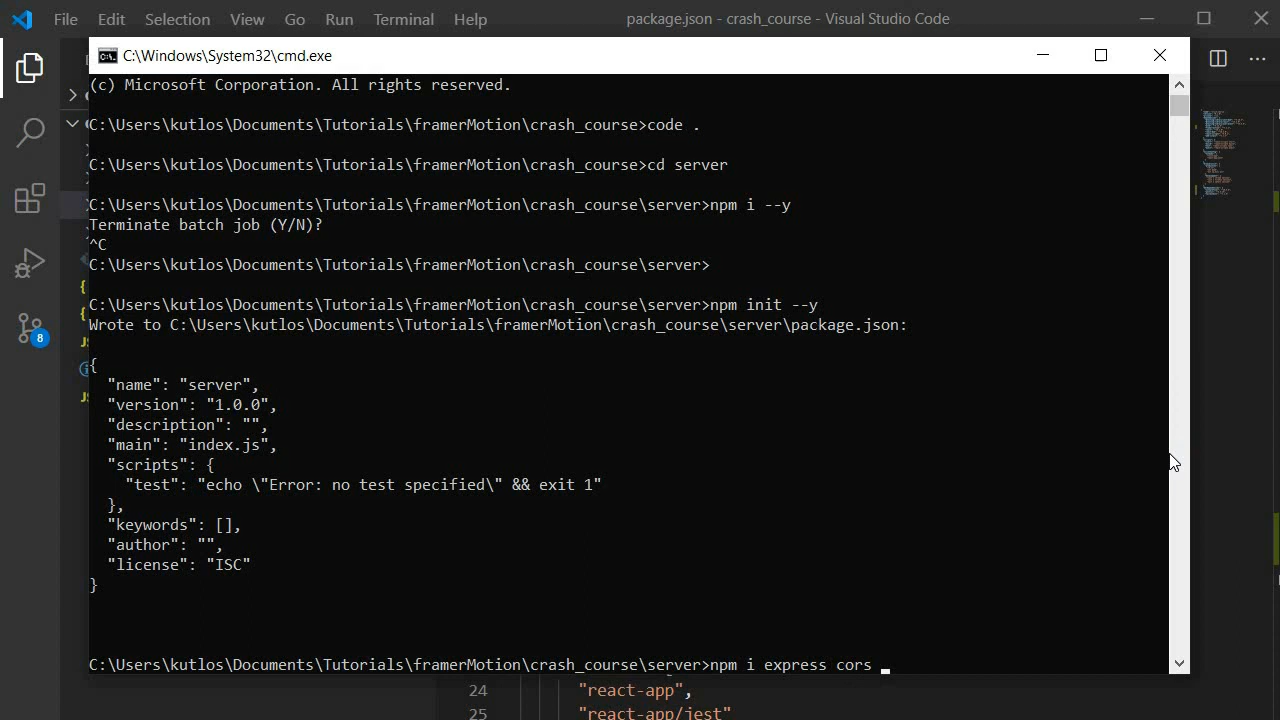 File Edit Selection View Go Run Terminal Help package.json - crash_course - Visual Studio Code
C:\Windows\System32\cmd.exe
(c) Microsoft Corporation. All rights reserved.
C:\Users\kutlos\Documents\Tutorials\framerMotion\crash_course>code .
C:\Users\kutlos\Documents\Tutorials\framerMotion\crash_course>cd server
C:\Users\kutlos\Documents\Tutorials\framerMotion\crash_course\server>npm i --y
Terminate batch job (Y/N)?
^C
C:\Users\kutlos\Documents\Tutorials\framerMotion\crash_course\server>
C:\Users\kutlos\Documents\Tutorials\framerMotion\crash_course\server>npm init --y
Wrote to C:\Users\kutlos\Documents\Tutorials\framerMotion\crash_course\server\package.json:
{
"name": "server",
"version": "1.0.0",
"description": "",
"main": "index.js",
"scripts": {
"test": "echo \"Error: no test specified\" && exit 1"
},
"keywords": [],
"author": "",
"license": "ISC"
}
C:\Users\kutlos\Documents\Tutorials\framerMotion\crash_course\server>npm i express cors
8
24 "react-app",
25 "react-app/jest"